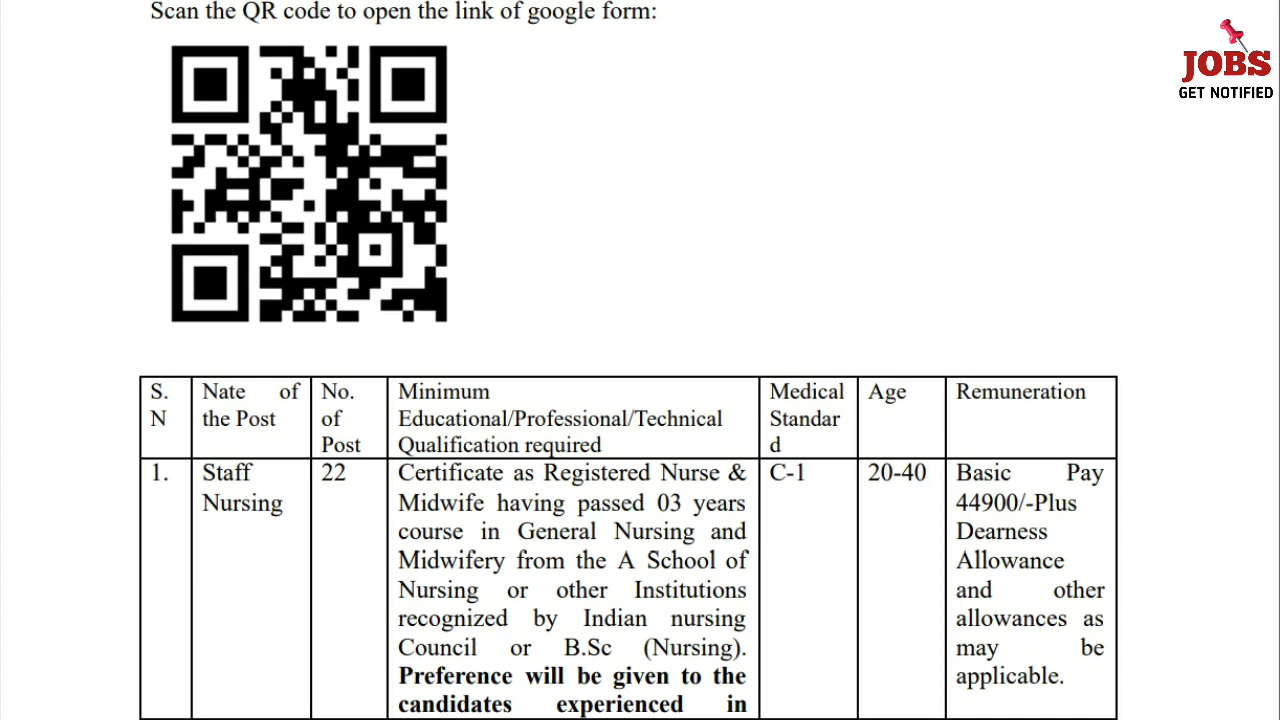 Scan the QR code to open the link of google form:
JOBS
GET NOTIFIED
S.
N
Nate of
the Post
No.
of
Post
Minimum
Educational/Professional/Technical
Qualification required
Medical
Standar
d
Age
Remuneration
1.
Staff
Nursing
22
Certificate as Registered Nurse &
Midwife having passed 03 years
course in General Nursing and
Midwifery from the A School of
Nursing or other Institutions
recognized by Indian nursing
Council or B.Sc (Nursing).
Preference will be given to the
candidates experienced in
C-1
20-40
Basic Pay
44900/-Plus
Dearness
Allowance
and other
allowances as
may be
applicable.